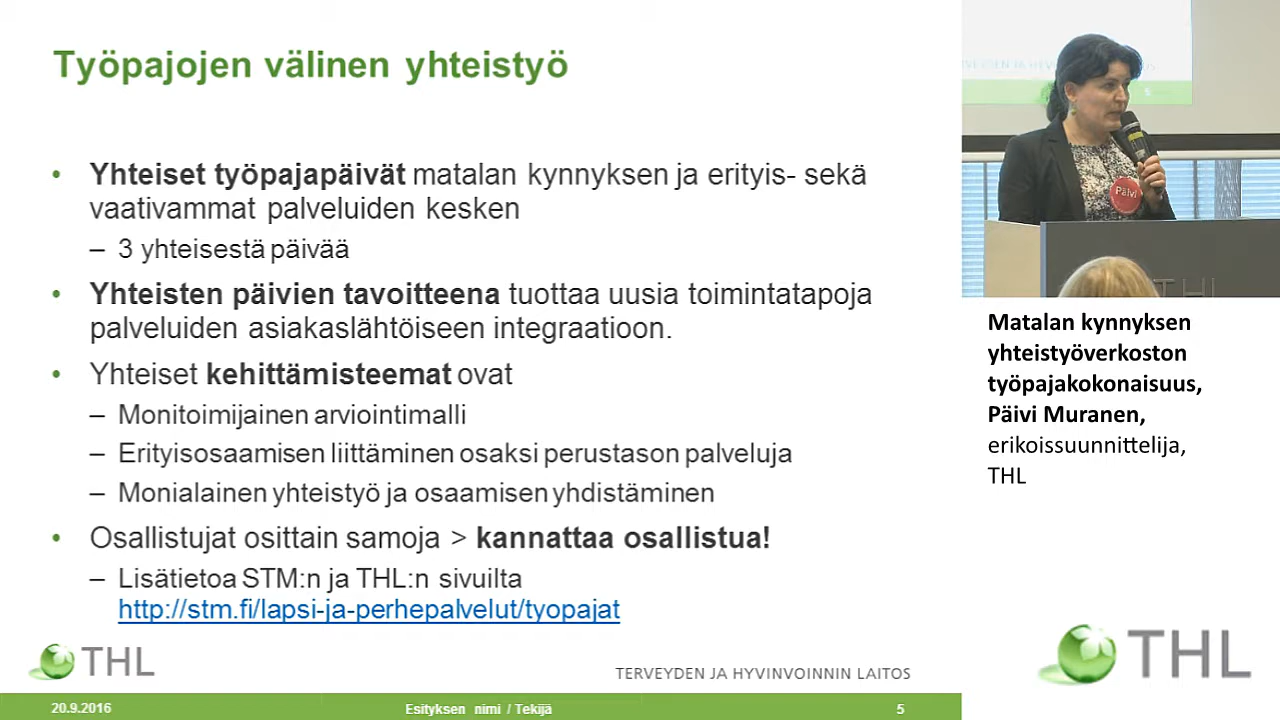 Työpajojen välinen yhteistyö
• Yhteiset työpajapäivät matalan kynnyksen ja erityis- sekä
vaativammat palveluiden kesken
– 3 yhteisestä päivää
• Yhteisten päivien tavoitteena tuottaa uusia toimintatapoja
palveluiden asiakaslähtöiseen integraatioon.
• Yhteiset kehittämisteemat ovat
– Monitoimijainen arviointimalli
– Erityisosaamisen liittäminen osaksi perustason palveluja
– Monialainen yhteistyö ja osaamisen yhdistäminen
• Osallistujat osittain samoja > kannattaa osallistua!
– Lisätietoa STM:n ja THL:n sivuilta
http://stm.fi/lapsi-ja-perhepalvelut/tyopajat
THL
TERVEYDEN JA HYVINVOINNIN LAITOS
20.9.2016
Esityksen nimi / Tekijä
5
Päivi
THL
Matalan kynnyksen
yhteistyöverkoston
työpajakokonaisuus,
Päivi Muranen,
erikoissuunnittelija,
THL
THL